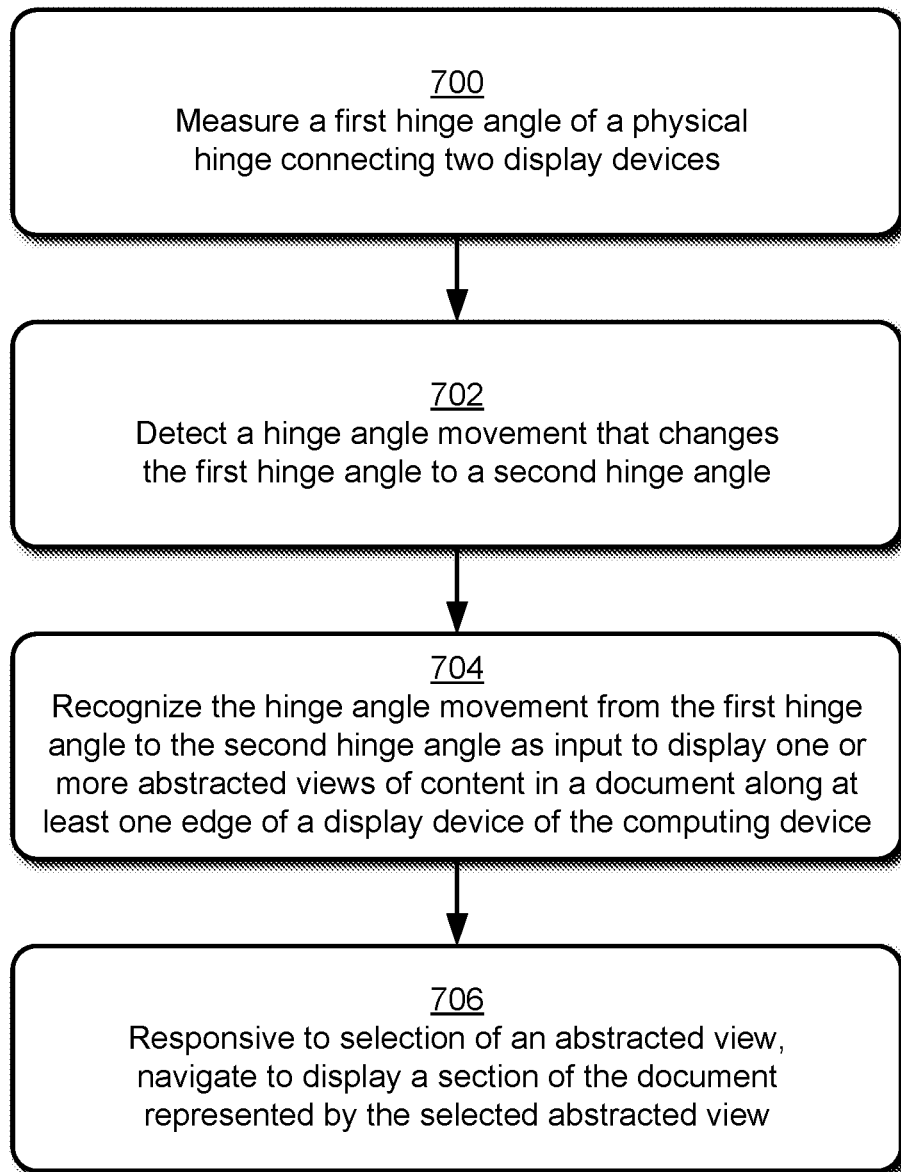 700
Measure a first hinge angle of a physical
hinge connecting two display devices
702
Detect a hinge angle movement that changes
the first hinge angle to a second hinge angle
704
Recognize the hinge angle movement from the first hinge
angle to the second hinge angle as input to display one or
more abstracted views of content in a document along at
least one edge of a display device of the computing device
706
Responsive to selection of an abstracted view,
navigate to display a section of the document
represented by the selected abstracted view